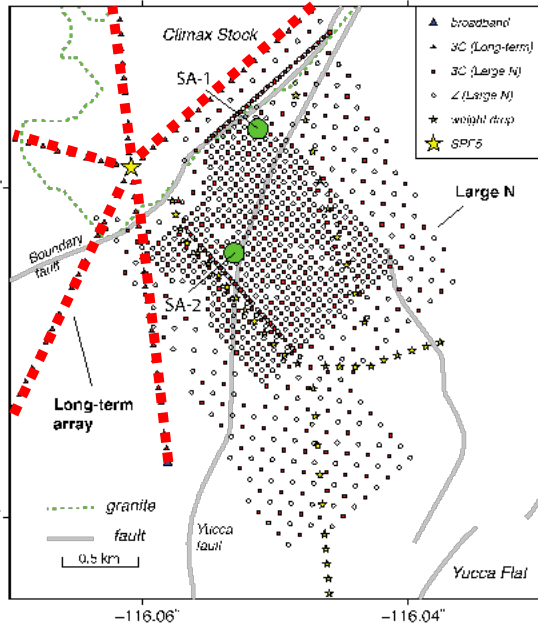 Climax Stock
SA-1
broadband
3C (Long-term)
3C (Large N)
Z (Large N)
weight drop
SPE5
Large N
Boundary
fault
SA-2
Long-term
array
granite
fault
0.5 km
Yucca
fault
Yucca Flat
−116.06°
−116.04°